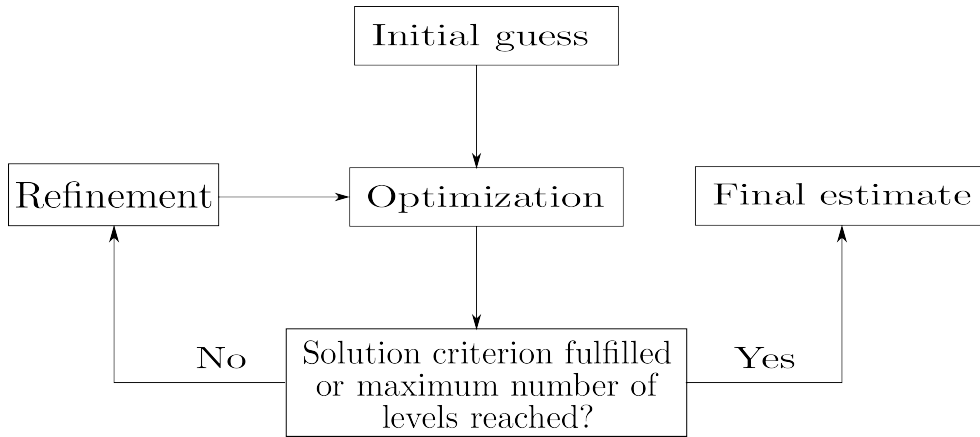 Initial guess
Refinement
Optimization
Final estimate
No
Solution criterion fulfilled
or maximum number of
levels reached?
Yes